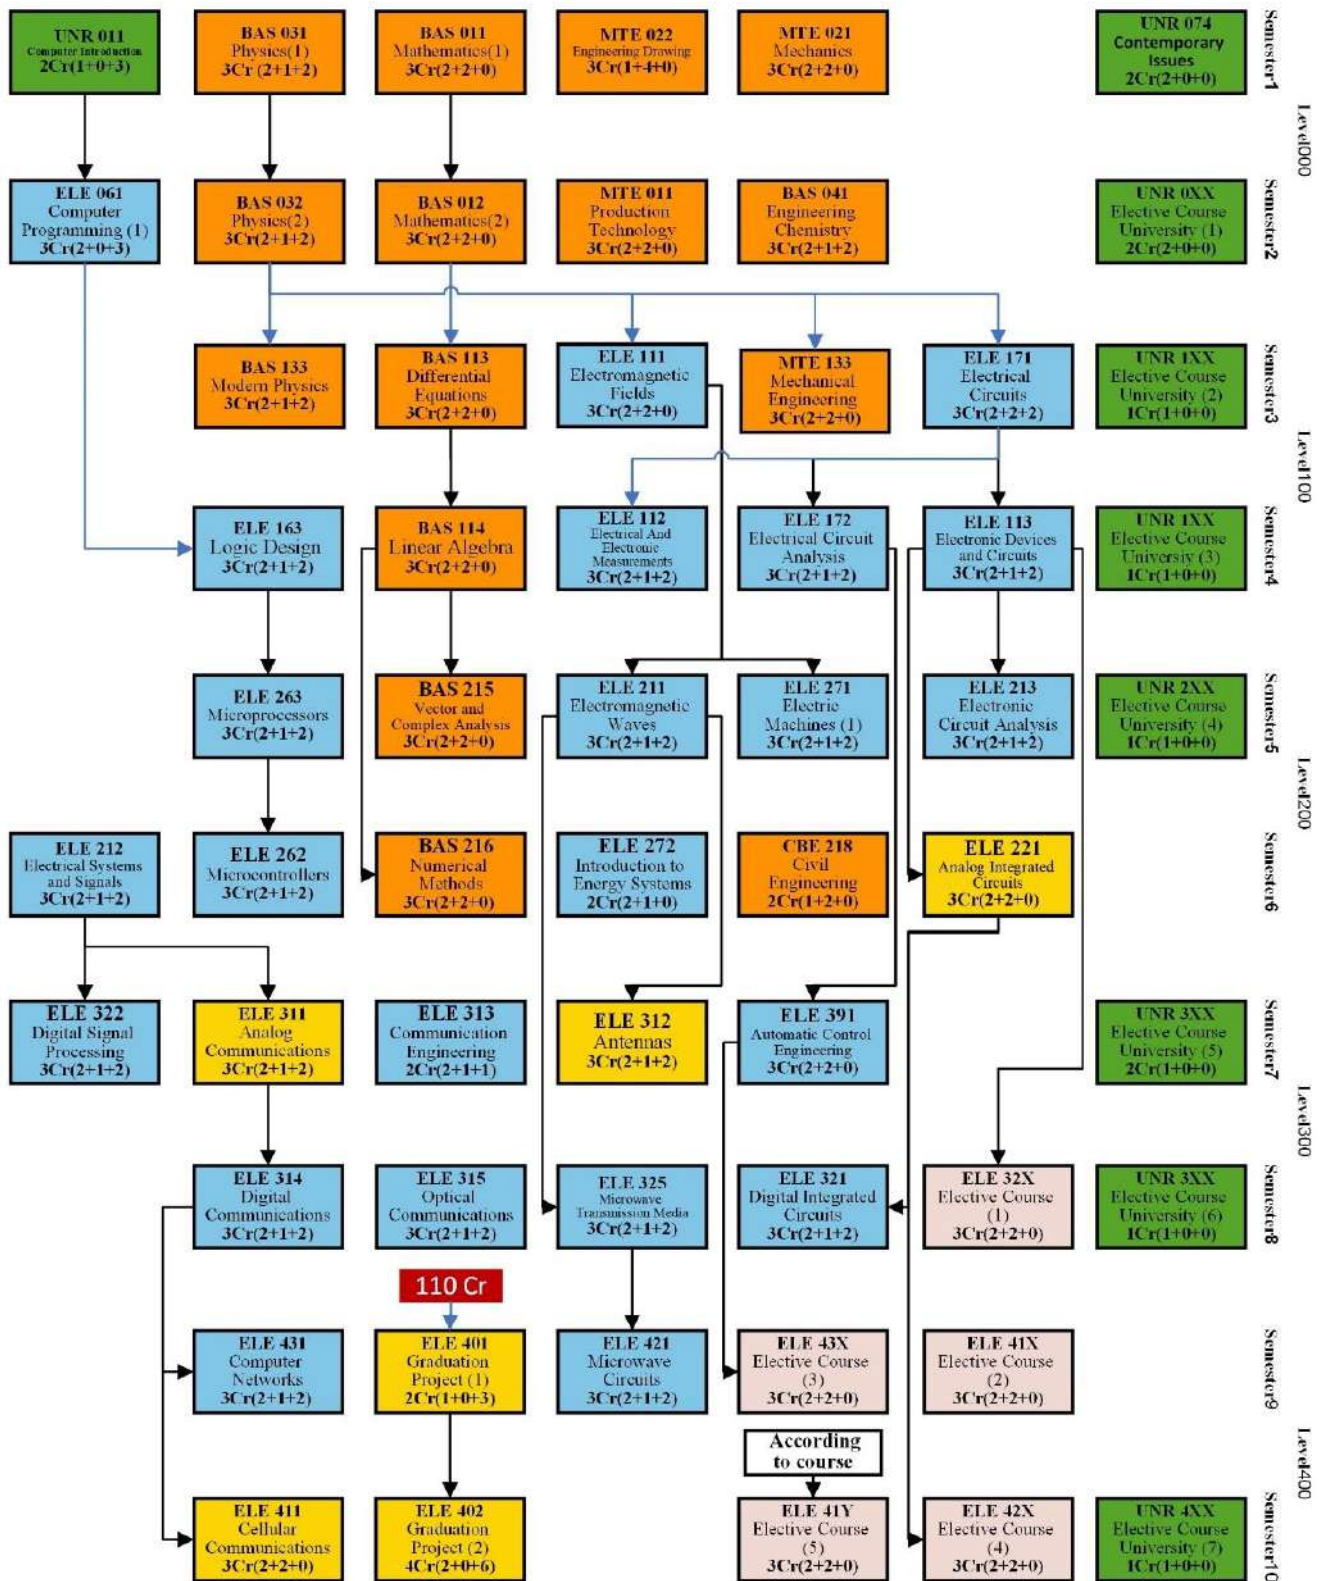 UNR 011
Computer Introduction
2Cr(1+0+3)
BAS 031
Physics(1)
3Cr (2+1+2)
BAS 011
Mathematics(1)
3Cr(2+2+0)
MTE 022
Engineering Drawing
3Cr(1+4+0)
MTE 021
Mechanics
3Cr(2+2+0)
UNR 074
Contemporary
Issues
2Cr(2+0+0)
Semester1
Level000
ELE 061
Computer
Programming (1)
3Cr(2+0+3)
BAS 032
Physics(2)
3Cr(2+1+2)
BAS 012
Mathematics(2)
3Cr(2+2+0)
MTE 011
Production
Technology
3Cr(2+2+0)
BAS 041
Engineering
Chemistry
3Cr(2+1+2)
UNR 0XX
Elective Course
University (1)
2Cr(2+0+0)
Semester2
BAS 133
Modern Physics
3Cr(2+1+2)
BAS 113
Differential
Equations
3Cr(2+2+0)
ELE 111
Electromagnetic
Fields
3Cr(2+2+0)
MTE 133
Mechanical
Engineering
3Cr(2+2+0)
ELE 171
Electrical
Circuits
3Cr(2+2+2)
UNR 1XX
Elective Course
University (2)
1Cr(1+0+0)
Semester3
Level100
ELE 163
Logic Design
3Cr(2+1+2)
BAS 114
Linear Algebra
3Cr(2+2+0)
ELE 112
Electrical And
Electronic
Measurements
3Cr(2+1+2)
ELE 172
Electrical Circuit
Analysis
3Cr(2+1+2)
ELE 113
Electronic Devices
and Circuits
3Cr(2+1+2)
UNR 1XX
Elective Course
Universiy (3)
1Cr(1+0+0)
Semester4
ELE 263
Microprocessors
3Cr(2+1+2)
BAS 215
Vector and
Complex Analysis
3Cr(2+2+0)
ELE 211
Electromagnetic
Waves
3Cr(2+1+2)
ELE 271
Electric
Machines (1)
3Cr(2+1+2)
ELE 213
Electronic
Circuit Analysis
3Cr(2+1+2)
UNR 2XX
Elective Course
University (4)
1Cr(1+0+0)
Semester5
Level200
ELE 212
Electrical Systems
and Signals
3Cr(2+1+2)
ELE 262
Microcontrollers
3Cr(2+1+2)
BAS 216
Numerical
Methods
3Cr(2+2+0)
ELE 272
Introduction to
Energy Systems
2Cr(2+1+0)
CBE 218
Civil
Engineering
2Cr(1+2+0)
ELE 221
Analog Integrated
Circuits
3Cr(2+2+0)
Semester6
ELE 322
Digital Signal
Processing
3Cr(2+1+2)
ELE 311
Analog
Communications
3Cr(2+1+2)
ELE 313
Communication
Engineering
2Cr(2+1+1)
ELE 312
Antennas
3Cr(2+1+2)
ELE 391
Automatic Control
Engineering
3Cr(2+2+0)
UNR 3XX
Elective Course
University (5)
2Cr(1+0+0)
Semester7
Level300
ELE 314
Digital
Communications
3Cr(2+1+2)
ELE 315
Optical
Communications
3Cr(2+1+2)
ELE 325
Microwave
Transmission Media
3Cr(2+1+2)
ELE 321
Digital Integrated
Circuits
3Cr(2+1+2)
ELE 32X
Elective Course
(1)
3Cr(2+2+0)
UNR 3XX
Elective Course
University (6)
1Cr(1+0+0)
Semester8
110 Cr
ELE 431
Computer
Networks
3Cr(2+1+2)
ELE 401
Graduation
Project (1)
2Cr(1+0+3)
ELE 421
Microwave
Circuits
3Cr(2+1+2)
ELE 43X
Elective Course
(3)
3Cr(2+2+0)
ELE 41X
Elective Course
(2)
3Cr(2+2+0)
Semester9
Level400
According
to course
ELE 411
Cellular
Communications
3Cr(2+2+0)
ELE 402
Graduation
Project (2)
4Cr(2+0+6)
ELE 41Y
Elective Course
(5)
3Cr(2+2+0)
ELE 42X
Elective Course
(4)
3Cr(2+2+0)
UNR 4XX
Elective Course
University (7)
1Cr(1+0+0)
Semester10